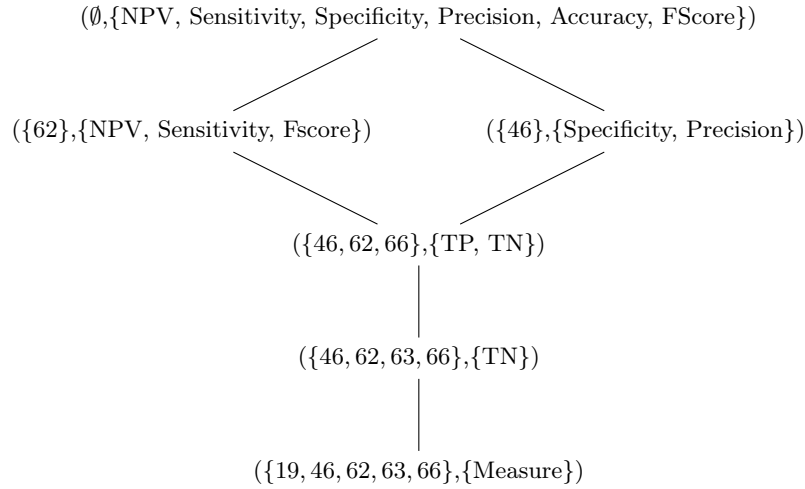 (∅,{NPV, Sensitivity, Specificity, Precision, Accuracy, FScore})
({62},{NPV, Sensitivity, Fscore})
({46},{Specificity, Precision})
({46, 62, 66},{TP, TN})
({46, 62, 63, 66},{TN})
({19, 46, 62, 63, 66},{Measure})